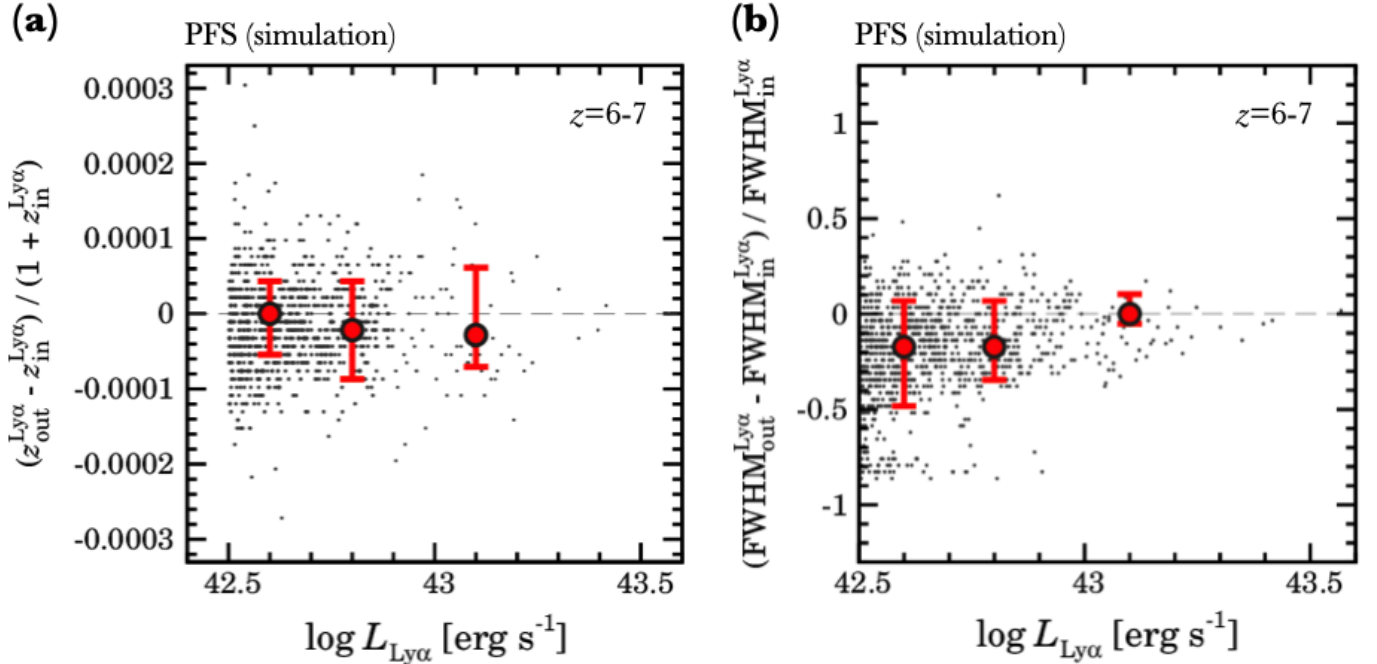 (a)
PFS (simulation)
z=6-7
0.0003
0.0002
0.0001
0
-0.0001
-0.0002
-0.0003
(z_out^Lyα - z_in^Lyα) / (1 + z_in^Lyα)
42.5 43 43.5
log L_Lyα [erg s^-1]
(b)
PFS (simulation)
z=6-7
1
0.5
0
-0.5
-1
(FWHM_out^Lyα - FWHM_in^Lyα) / FWHM_in^Lyα
42.5 43 43.5
log L_Lyα [erg s^-1]